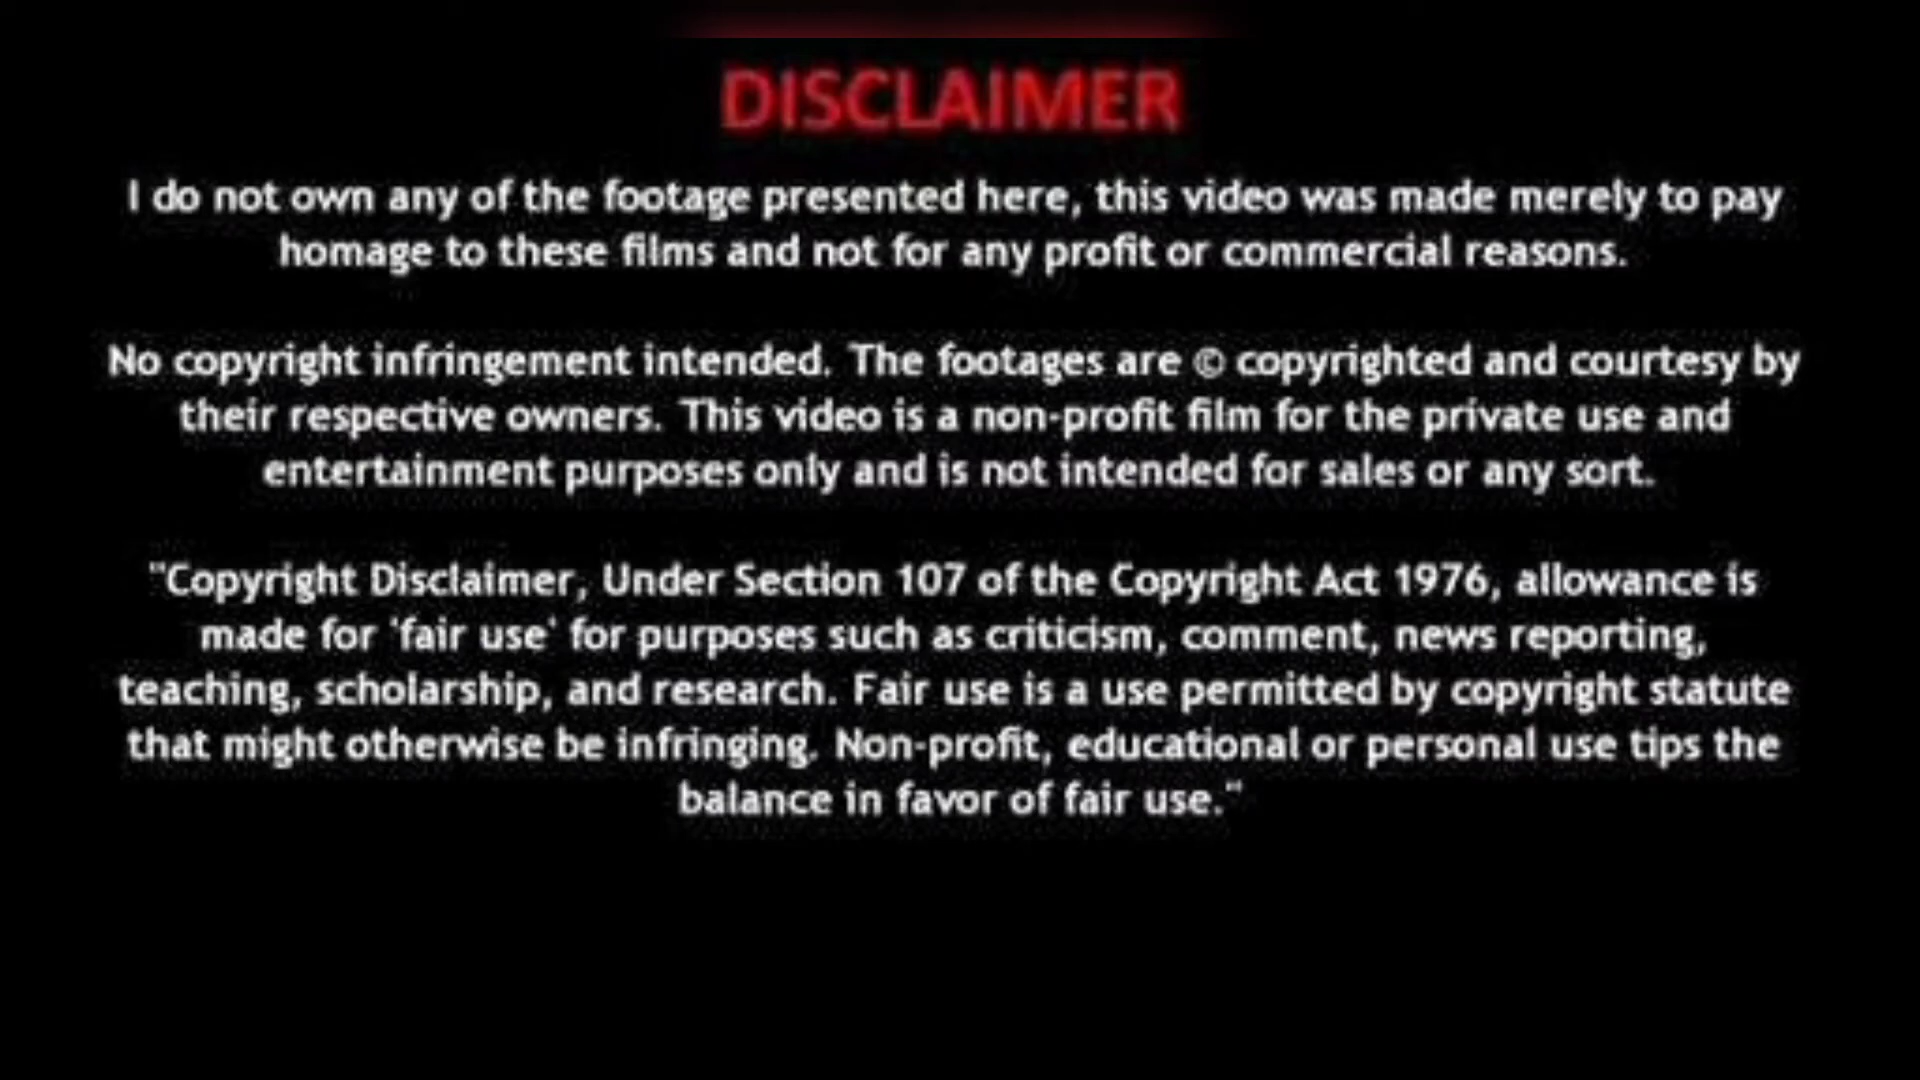 DISCLAIMER
I do not own any of the footage presented here, this video was made merely to pay
homage to these films and not for any profit or commercial reasons.
No copyright infringement intended. The footages are © copyrighted and courtesy by
their respective owners. This video is a non-profit film for the private use and
entertainment purposes only and is not intended for sales or any sort.
"Copyright Disclaimer, Under Section 107 of the Copyright Act 1976, allowance is
made for 'fair use' for purposes such as criticism, comment, news reporting,
teaching, scholarship, and research. Fair use is a use permitted by copyright statute
that might otherwise be infringing. Non-profit, educational or personal use tips the
balance in favor of fair use."